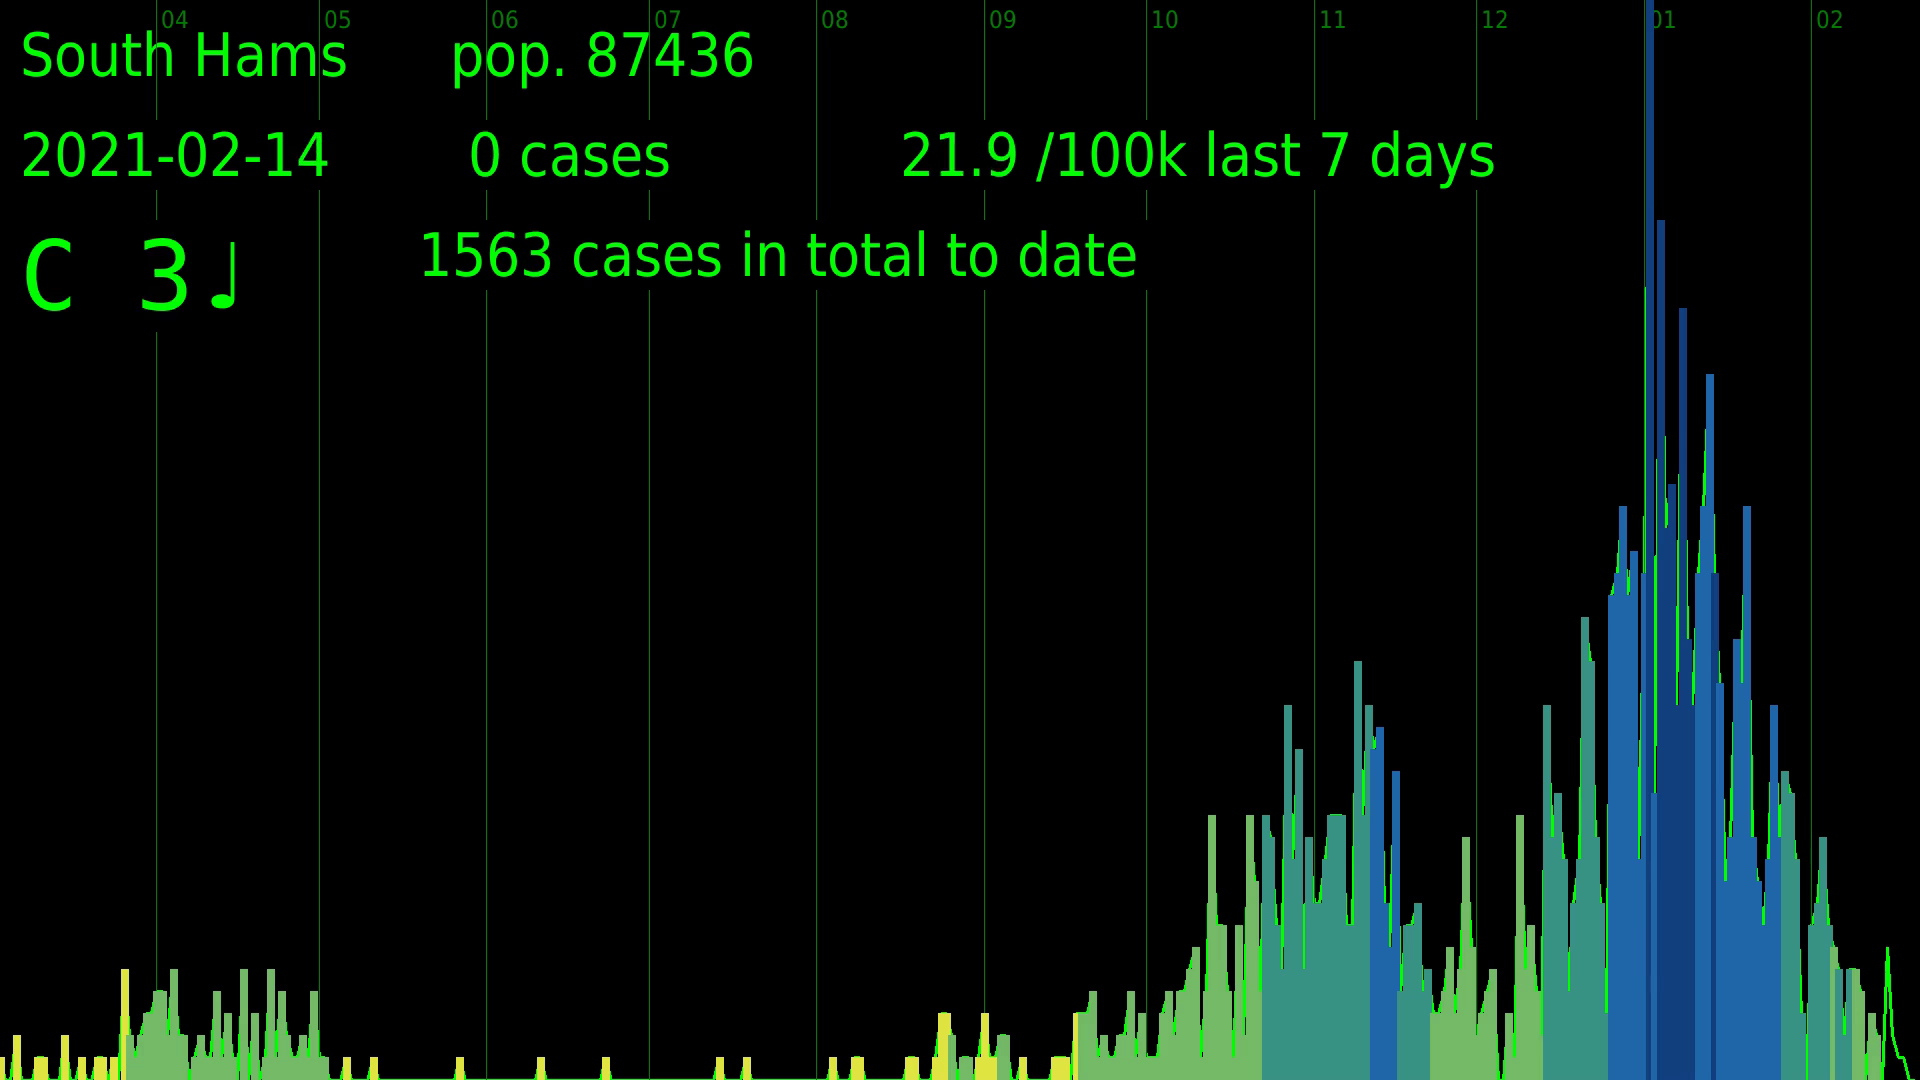 04 05 06 07 08 09 10 11 12 01 02
South Hams pop. 87436
2021-02-14 0 cases 21.9 /100k last 7 days
C 3♩ 1563 cases in total to date